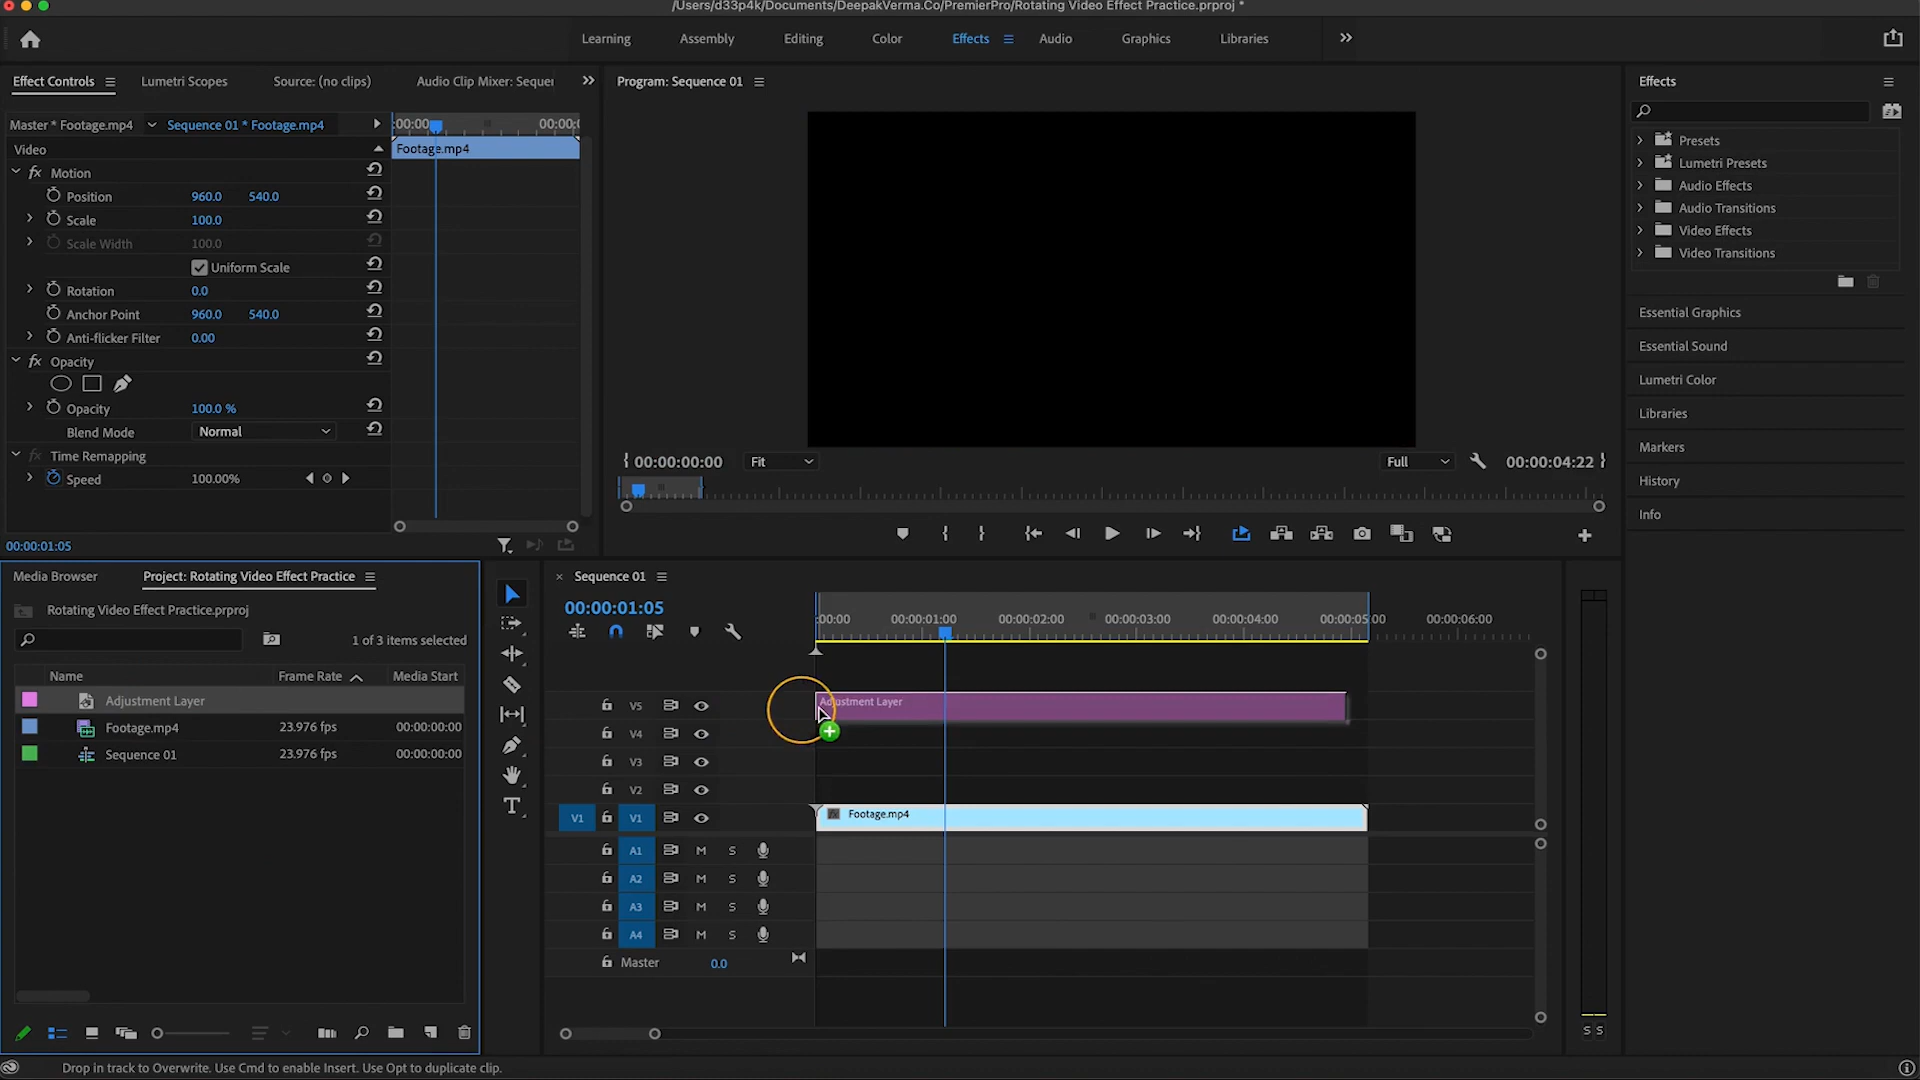 /Users/d33p4k/Documents/DeepakVerma.Co/PremierPro/Rotating Video Effect Practice.prproj *
Learning Assembly Editing Color Effects Audio Graphics Libraries
Effect Controls Lumetri Scopes Source: (no clips) Audio Clip Mixer: Sequer
Program: Sequence 01
Effects
Master * Footage.mp4 Sequence 01 * Footage.mp4
:00:00 00:00:
Video
Footage.mp4
fx Motion
Position 960.0 540.0
Scale 100.0
Scale Width 100.0
Uniform Scale
Rotation 0.0
Anchor Point 960.0 540.0
Anti-flicker Filter 0.00
fx Opacity
Opacity 100.0 %
Blend Mode Normal
fx Time Remapping
Speed 100.00%
00:00:01:05
00:00:00:00 Fit Full 00:00:04:22
Presets
Lumetri Presets
Audio Effects
Audio Transitions
Video Effects
Video Transitions
Essential Graphics
Essential Sound
Lumetri Color
Libraries
Markers
History
Info
Media Browser Project: Rotating Video Effect Practice
Rotating Video Effect Practice.prproj
1 of 3 items selected
Name Frame Rate Media Start
Adjustment Layer
Footage.mp4 23.976 fps 00:00:00:00
Sequence 01 23.976 fps 00:00:00:00
T
Sequence 01
00:00:01:05
:00:00 00:00:01:00 00:00:02:00 00:00:03:00 00:00:04:00 00:00:05:00 00:00:06:00
V5 Adjustment Layer
V4
V3
V2
V1 V1 Footage.mp4
A1 M S
A2 M S
A3 M S
A4 M S
Master 0.0
S S
Drop in track to Overwrite. Use Cmd to enable Insert. Use Opt to duplicate clip.